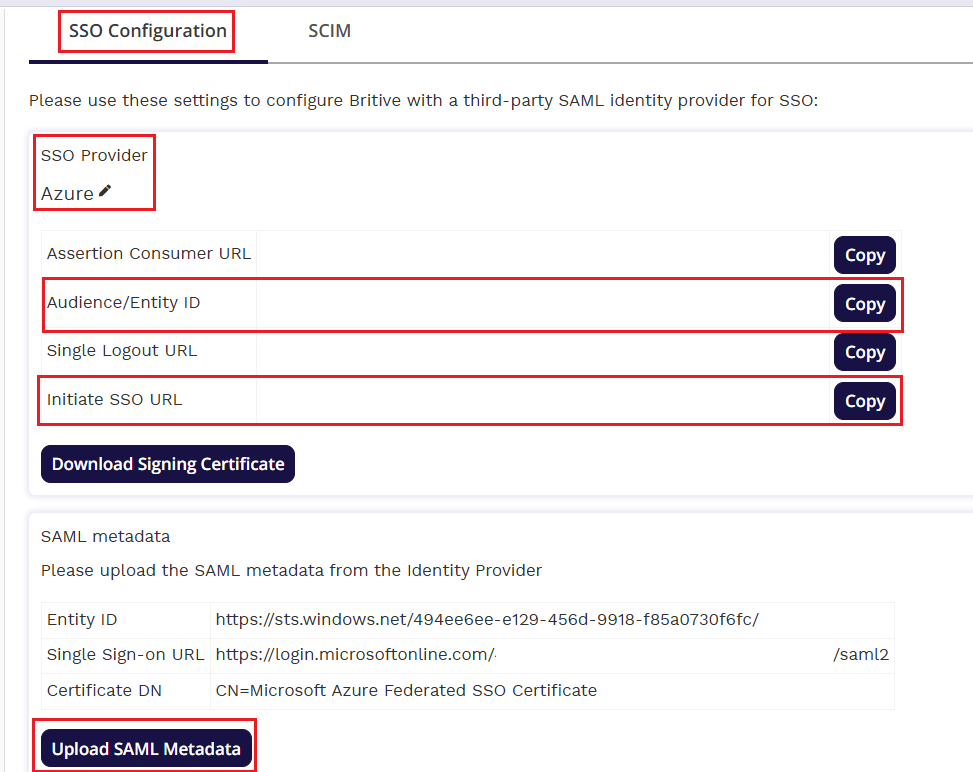 SSO Configuration SCIM
Please use these settings to configure Britive with a third-party SAML identity provider for SSO:
SSO Provider
Azure
Assertion Consumer URL Copy
Audience/Entity ID Copy
Single Logout URL Copy
Initiate SSO URL Copy
Download Signing Certificate
SAML metadata
Please upload the SAML metadata from the Identity Provider
Entity ID https://sts.windows.net/494ee6ee-e129-456d-9918-f85a0730f6fc/
Single Sign-on URL https://login.microsoftonline.com/ /saml2
Certificate DN CN=Microsoft Azure Federated SSO Certificate
Upload SAML Metadata